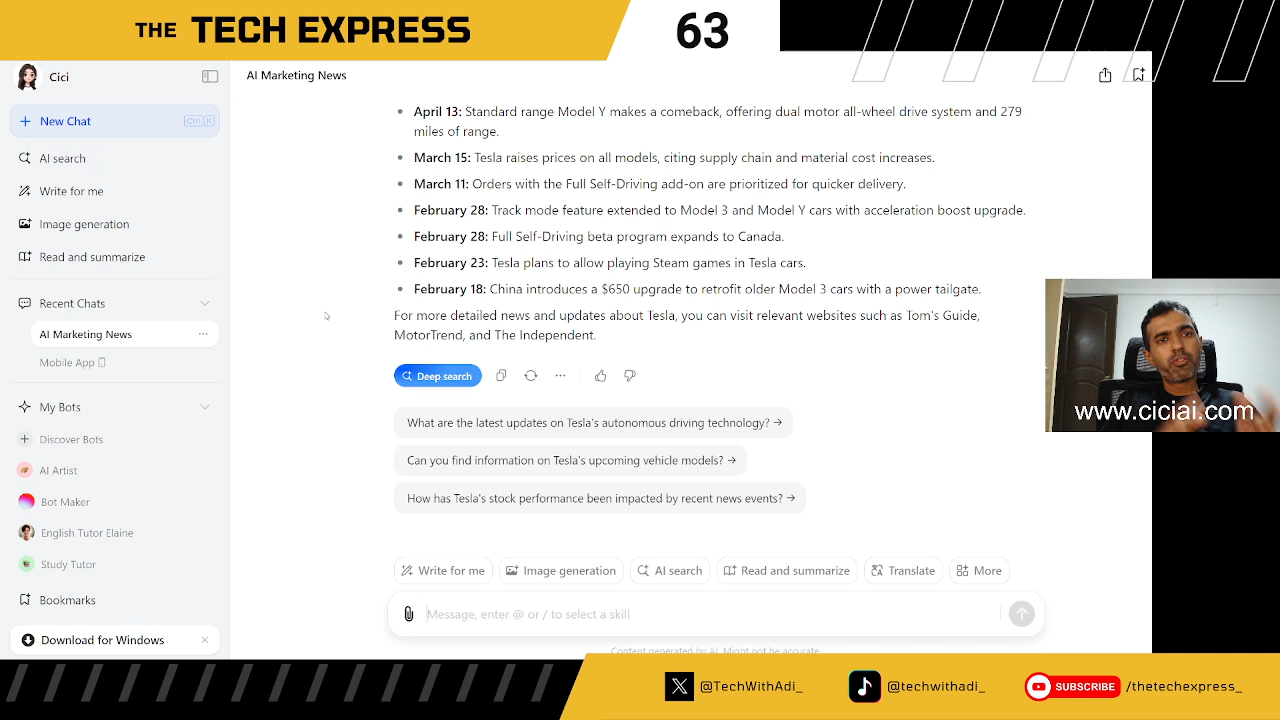 THE TECH EXPRESS
63
Cici
AI Marketing News
New Chat
Ctrl K
AI search
Write for me
Image generation
Read and summarize
Recent Chats
AI Marketing News
Mobile App
My Bots
Discover Bots
AI Artist
Bot Maker
English Tutor Elaine
Study Tutor
Bookmarks
Download for Windows
April 13: Standard range Model Y makes a comeback, offering dual motor all-wheel drive system and 279
miles of range.
March 15: Tesla raises prices on all models, citing supply chain and material cost increases.
March 11: Orders with the Full Self-Driving add-on are prioritized for quicker delivery.
February 28: Track mode feature extended to Model 3 and Model Y cars with acceleration boost upgrade.
February 28: Full Self-Driving beta program expands to Canada.
February 23: Tesla plans to allow playing Steam games in Tesla cars.
February 18: China introduces a $650 upgrade to retrofit older Model 3 cars with a power tailgate.
For more detailed news and updates about Tesla, you can visit relevant websites such as Tom's Guide,
MotorTrend, and The Independent.
Deep search
What are the latest updates on Tesla's autonomous driving technology? →
Can you find information on Tesla's upcoming vehicle models? →
How has Tesla's stock performance been impacted by recent news events? →
Write for me
Image generation
AI search
Read and summarize
Translate
More
Message, enter @ or / to select a skill
Content generated by AI. Might not be accurate.
www.ciciai.com
@TechWithAdi_
@techwithadi_
SUBSCRIBE /thetechexpress_